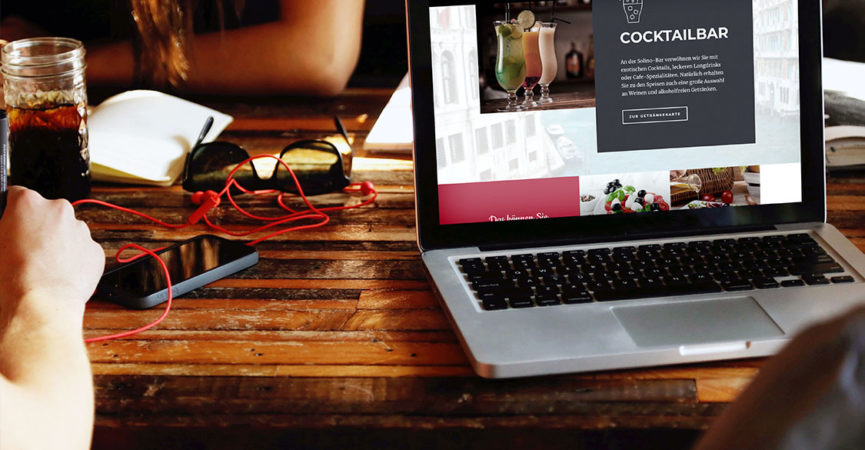 COCKTAILBAR
An der Solino-Bar verwöhnen wir Sie mit
exotischen Cocktails, leckeren Longdrinks
oder Cafe-Spezialitäten. Natürlich erhalten
Sie zu den Speisen auch eine große Auswahl
an Weinen und alkoholfreien Getränken.
ZUR GETRÄNKEKARTE
Das können Sie